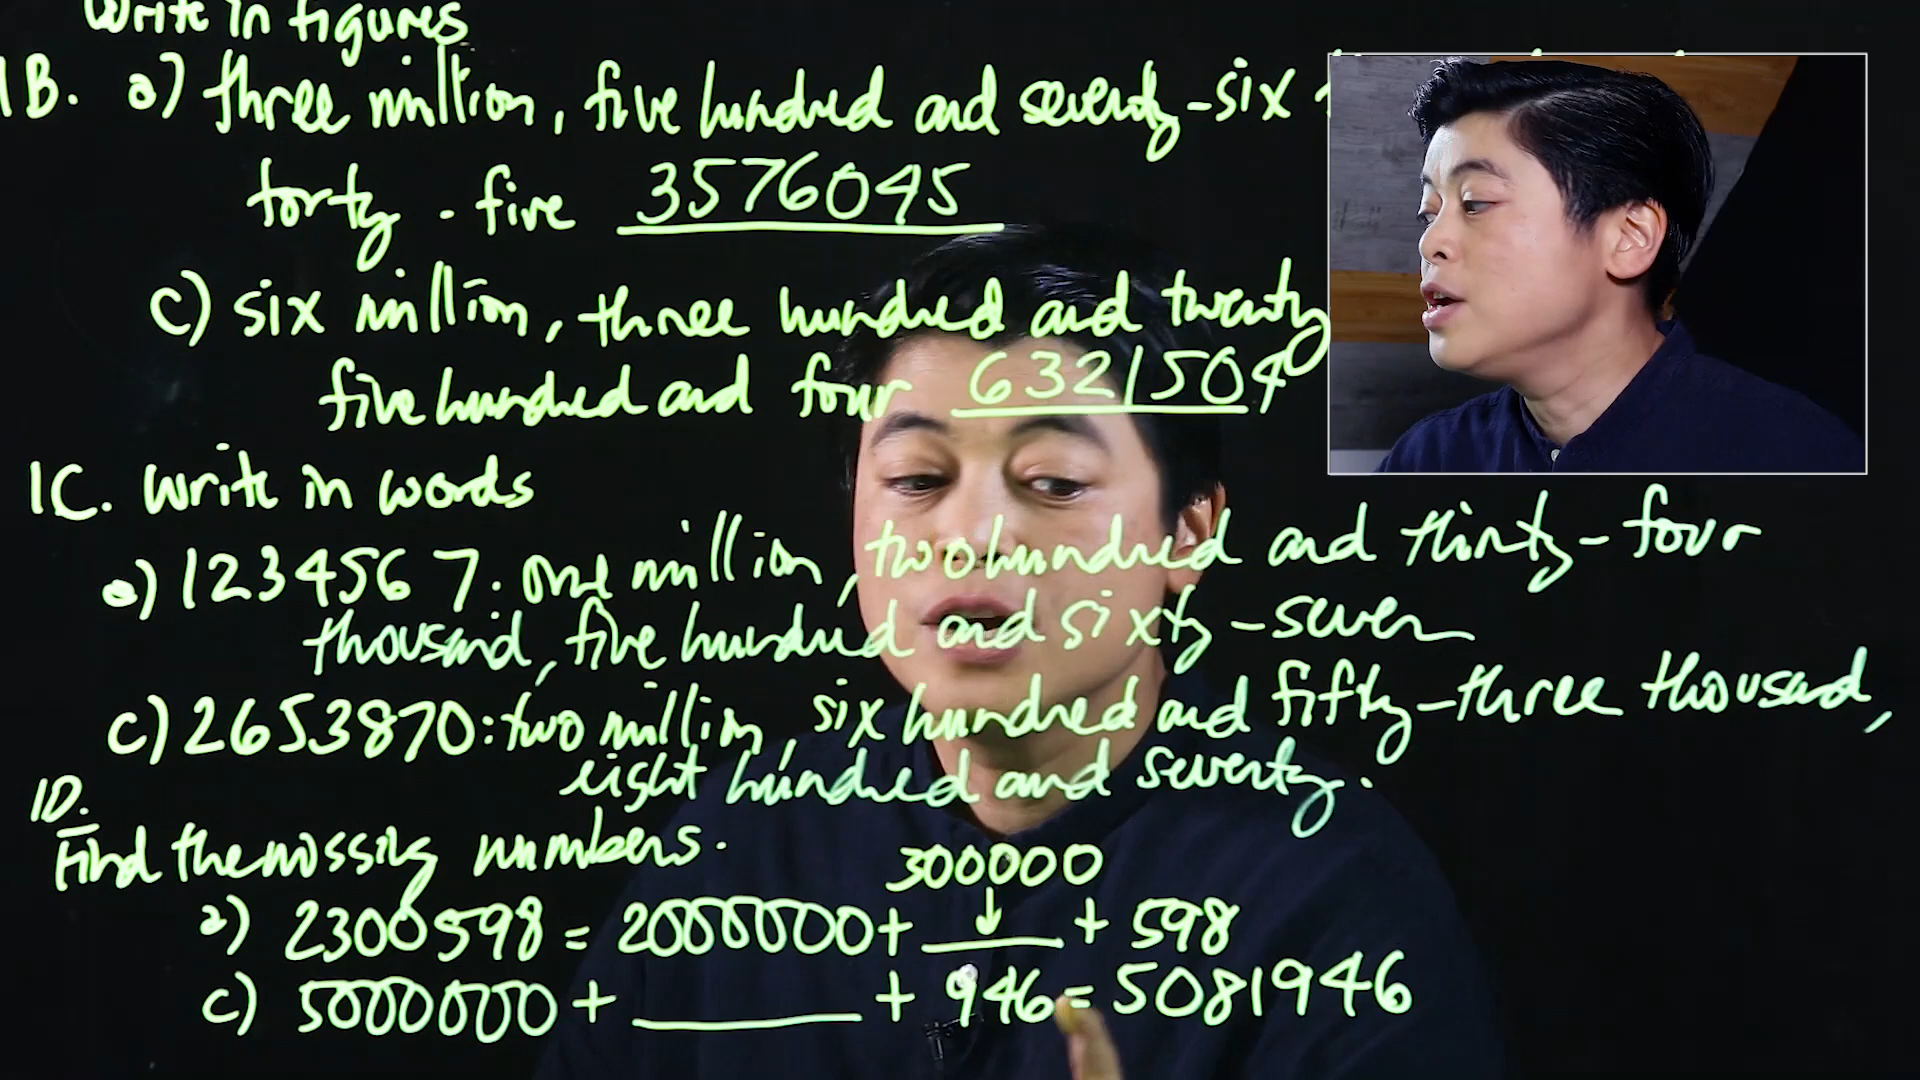 Write in figures
1B. a) three million, five hundred and seventy-six
forty-five 3576045
c) six million, three hundred and twenty
five hundred and four 6321504
1C. Write in words
a) 1234567: one million, two hundred and thirty-four
thousand, five hundred and sixty-seven
c) 2653870: two million, six hundred and fifty-three thousand,
eight hundred and seventy.
1D.
Find the missing numbers.
300000
a) 2300598 = 2000000 + ↓ + 598
c) 5000000 + ____ + 946 = 5081946